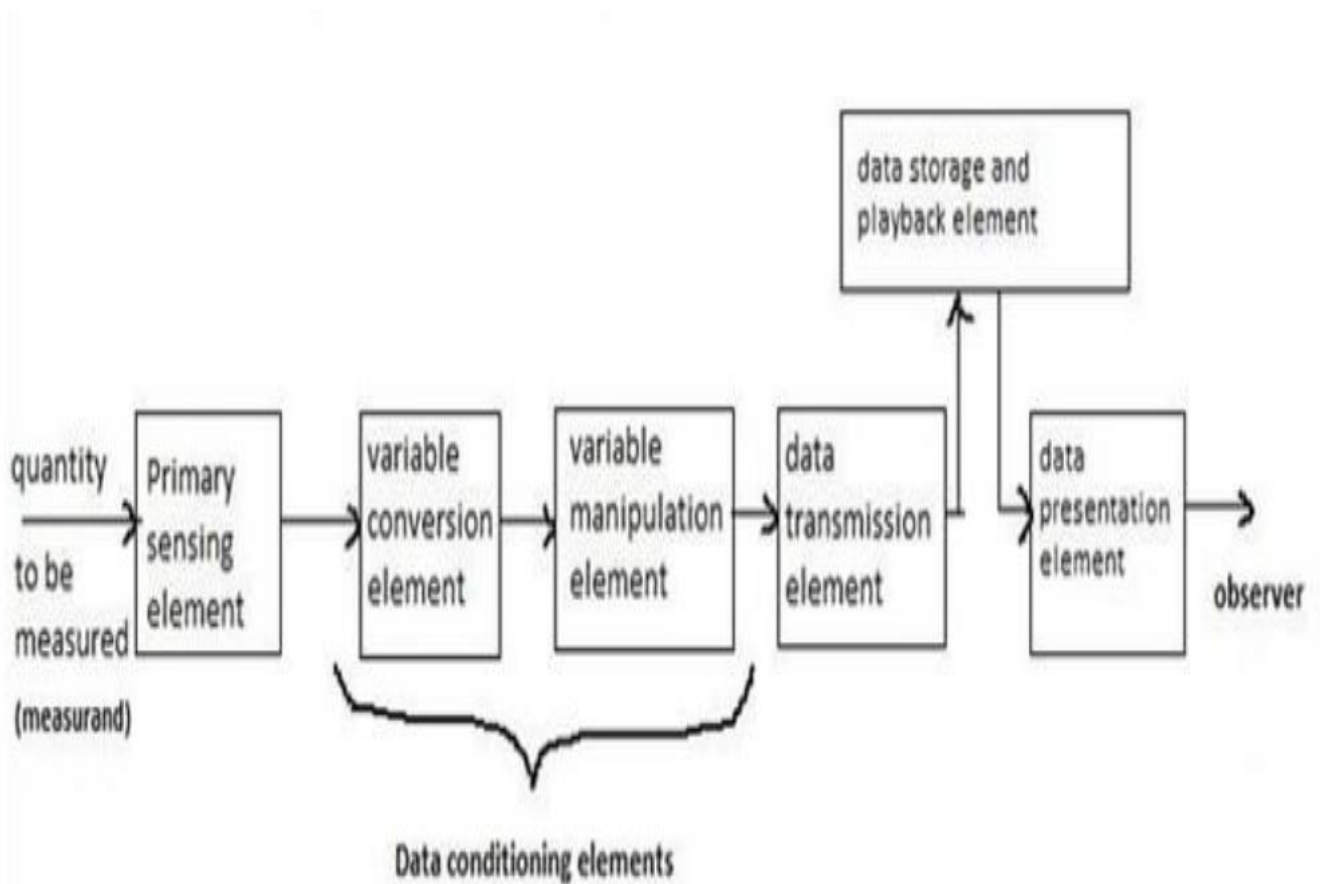 quantity
to be
measured
(measurand)
Primary
sensing
element
variable
conversion
element
variable
manipulation
element
data
transmission
element
data storage and
playback element
data
presentation
element
observer
Data conditioning elements